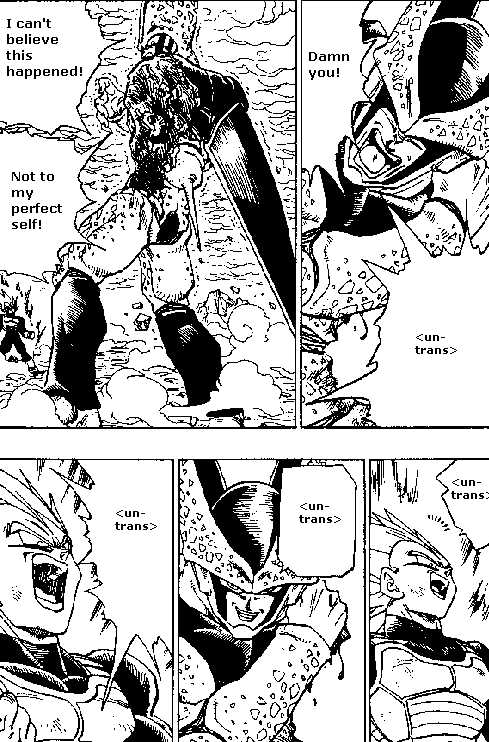 I can't
believe
this
happened!
Not to
my
perfect
self!
Damn
you!
<un-
trans>
<un-
trans>
<un-
trans>
<un-
trans>